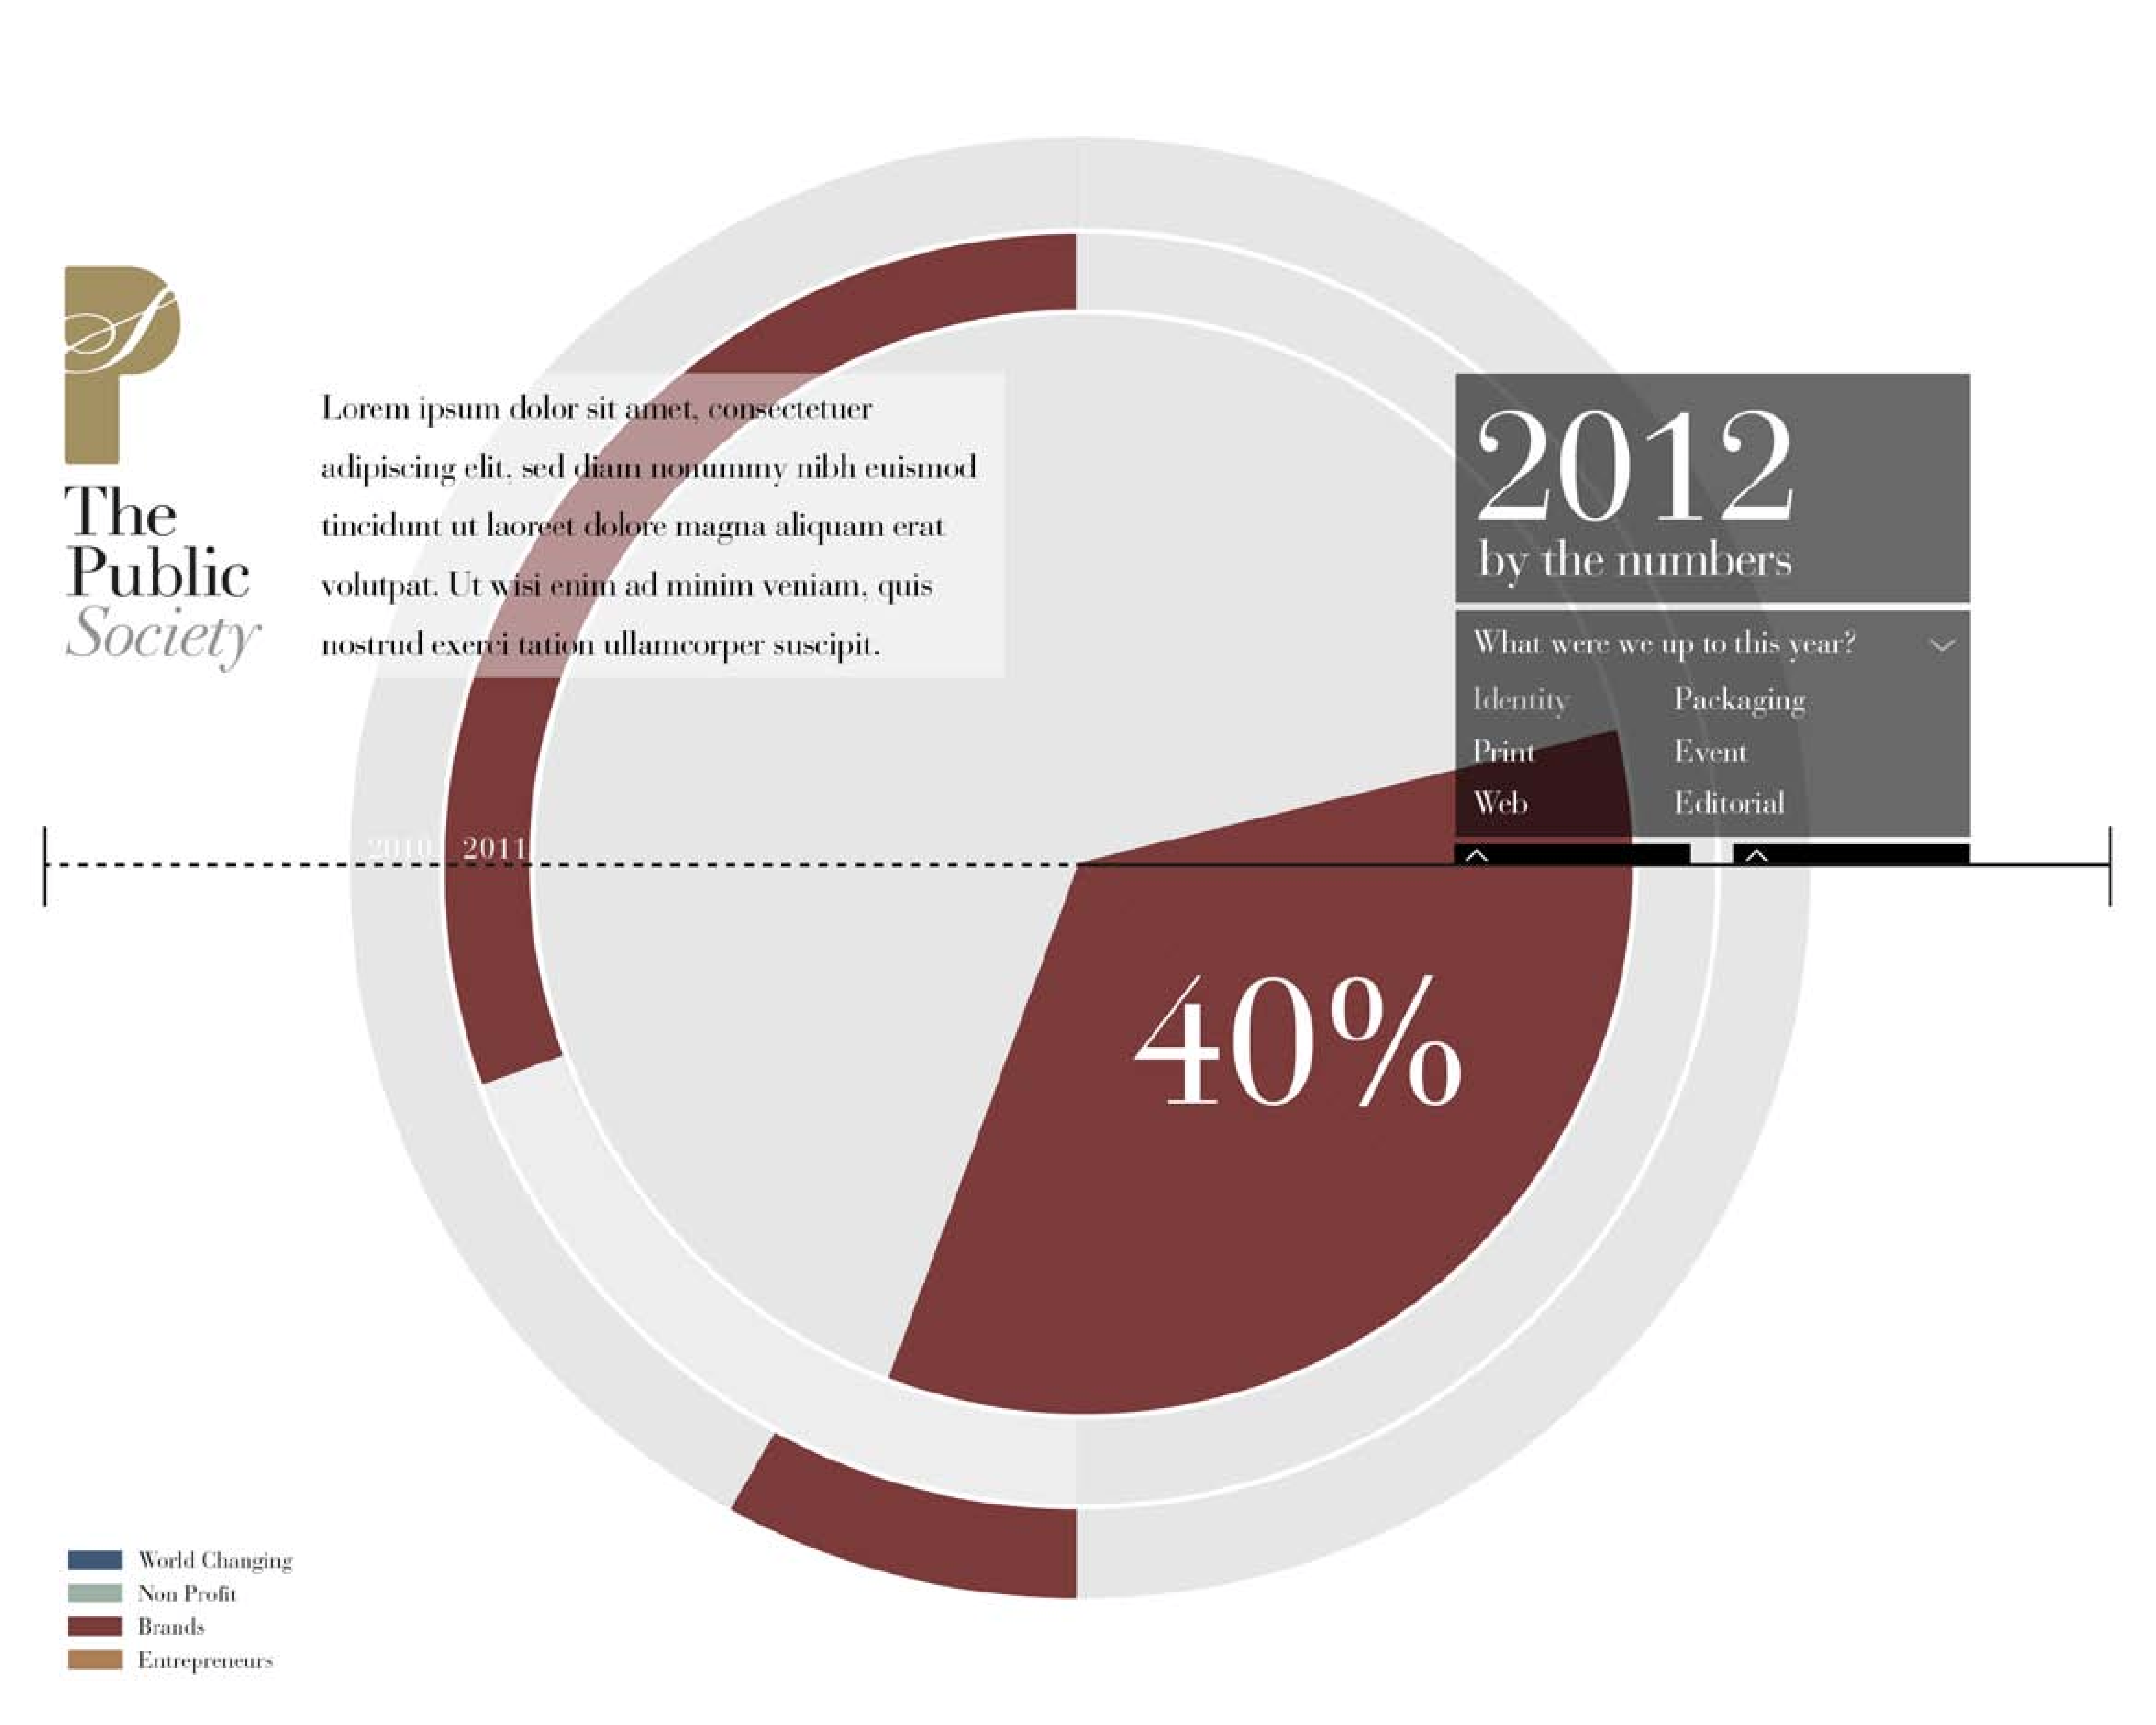 The
Public
Society
Lorem ipsum dolor sit amet, consectetuer
adipiscing elit, sed diam nonummy nibh euismod
tincidunt ut laoreet dolore magna aliquam erat
volutpat. Ut wisi enim ad minim veniam, quis
nostrud exerci tation ullamcorper suscipit.
2012
by the numbers
What were we up to this year?
Identity Packaging
Print Event
Web Editorial
2010 2011
40%
World Changing
Non Profit
Brands
Entrepreneurs